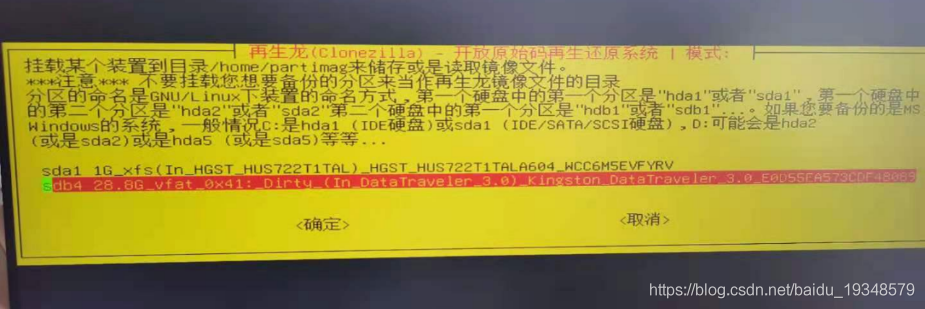 再生龙(Clonezilla) - 开放原始码再生还原系统 | 模式:
挂载某个装置到目录/home/partimag来储存或是读取镜像文件。
***注意*** 不要挂载您想要备份的分区来当作再生龙镜像文件的目录
分区的命名是GNU/Linux下装置的命名方式,第一个硬盘中的第一个分区是"hda1"或者"sda1",第一个硬盘中
的第二个分区是"hda2"或者"sda2"第二个硬盘中的第一个分区是"hdb1"或者"sdb1"...。如果您要备份的是MS
Windows的系统,一般情况C:是hda1 (IDE硬盘)或sda1 (IDE/SATA/SCSI硬盘),D:可能会是hda2
(或是sda2)或是hda5 (或是sda5)等等...
sda1 1G_xfs(In_HGST_HUS722T1TAL)_HGST_HUS722T1TALA604_WCC6M5EVFYRV
sdb4 28.8G_vfat_0x41:_Dirty_(In_DataTraveler_3.0)_Kingston_DataTraveler_3.0_E0D55EA573CDF48089
<确定>
<取消>
https://blog.csdn.net/baidu_19348579